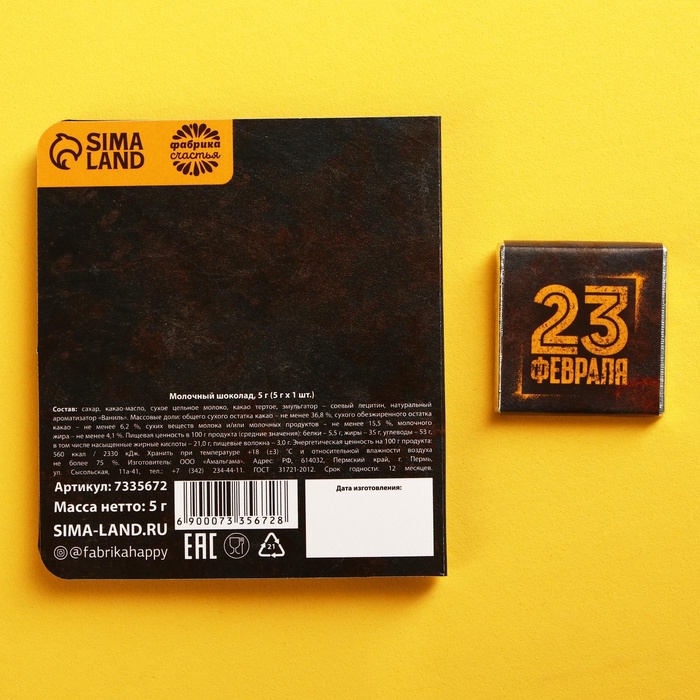 SIMA
LAND
фабрика
счастья
Молочный шоколад, 5 г (5 г х 1 шт.)
Состав: сахар, какао-масло, сухое цельное молоко, какао тертое, эмульгатор – соевый лецитин, натуральный
ароматизатор «Ваниль». Массовые доли: общего сухого остатка какао – не менее 36,8 %, сухого обезжиренного остатка
какао – не менее 6,2 %, сухих веществ молока и/или молочных продуктов – не менее 15,5 %, молочного
жира – не менее 4,1 %. Пищевая ценность в 100 г продукта (средние значения): белки – 5,5 г, жиры – 35 г, углеводы – 53 г,
в том числе насыщенные жирные кислоты – 21,0 г, пищевые волокна – 3,0 г. Энергетическая ценность на 100 г продукта:
560 ккал / 2330 кДж. Хранить при температуре +18 (±3) °С и относительной влажности воздуха
не более 75 %. Изготовитель: ООО «Амальгама». Адрес: РФ, 614032, Пермский край, г. Пермь,
ул. Сысольская, 11а-41, тел.: +7 (342) 234-44-11. ГОСТ 31721-2012. Срок годности: 12 месяцев.
Артикул: 7335672
Масса нетто: 5 г
SIMA-LAND.RU
@fabrikahappy
6 900073 356728
EAC
21
Дата изготовления:
23
ФЕВРАЛЯ